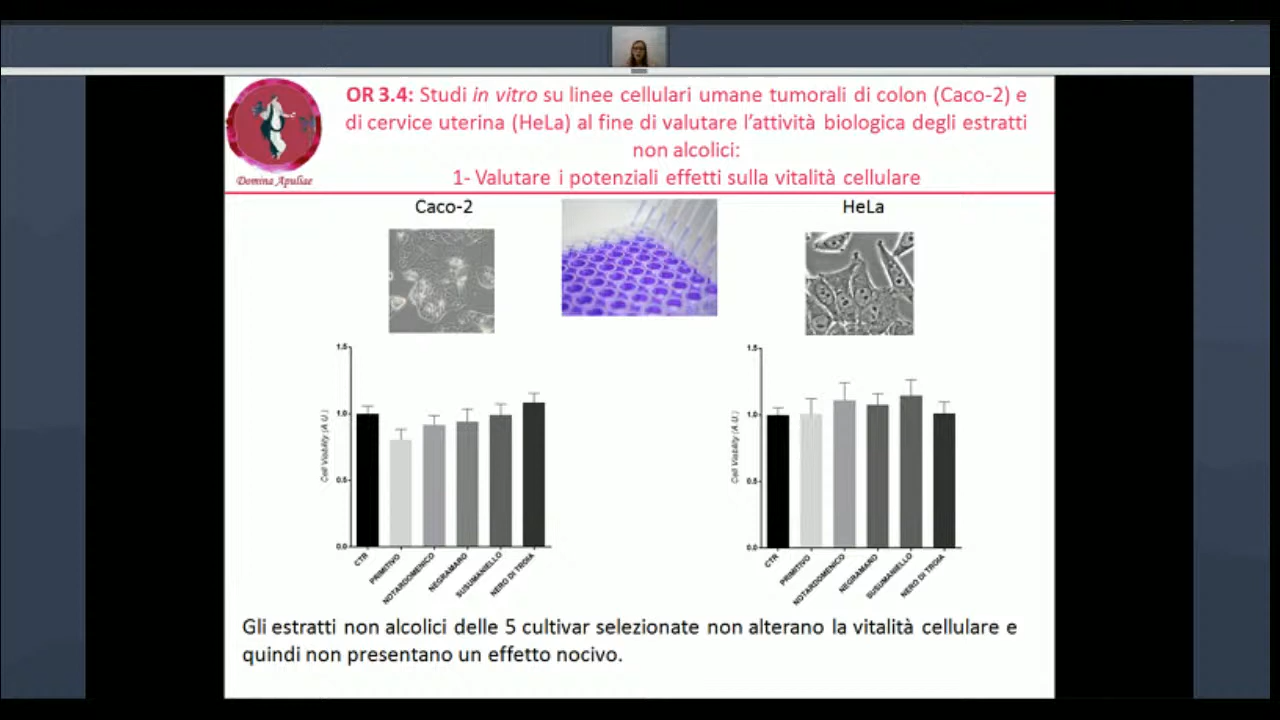 OR 3.4: Studi in vitro su linee cellulari umane tumorali di colon (Caco-2) e
di cervice uterina (HeLa) al fine di valutare l'attività biologica degli estratti
non alcolici:
1- Valutare i potenziali effetti sulla vitalità cellulare
Domina Apuliae
Caco-2
HeLa
1.5
1.0
0.5
0.0
Cell Viability (A.U.)
CTR
PRIMITIVO
NOTARDOMENICO
NEGRAMARO
SUSUMANIELLO
NERO DI TROIA
1.5
1.0
0.5
0.0
Cell Viability (A.U.)
CTR
PRIMITIVO
NOTARDOMENICO
NEGRAMARO
SUSUMANIELLO
NERO DI TROIA
Gli estratti non alcolici delle 5 cultivar selezionate non alterano la vitalità cellulare e
quindi non presentano un effetto nocivo.